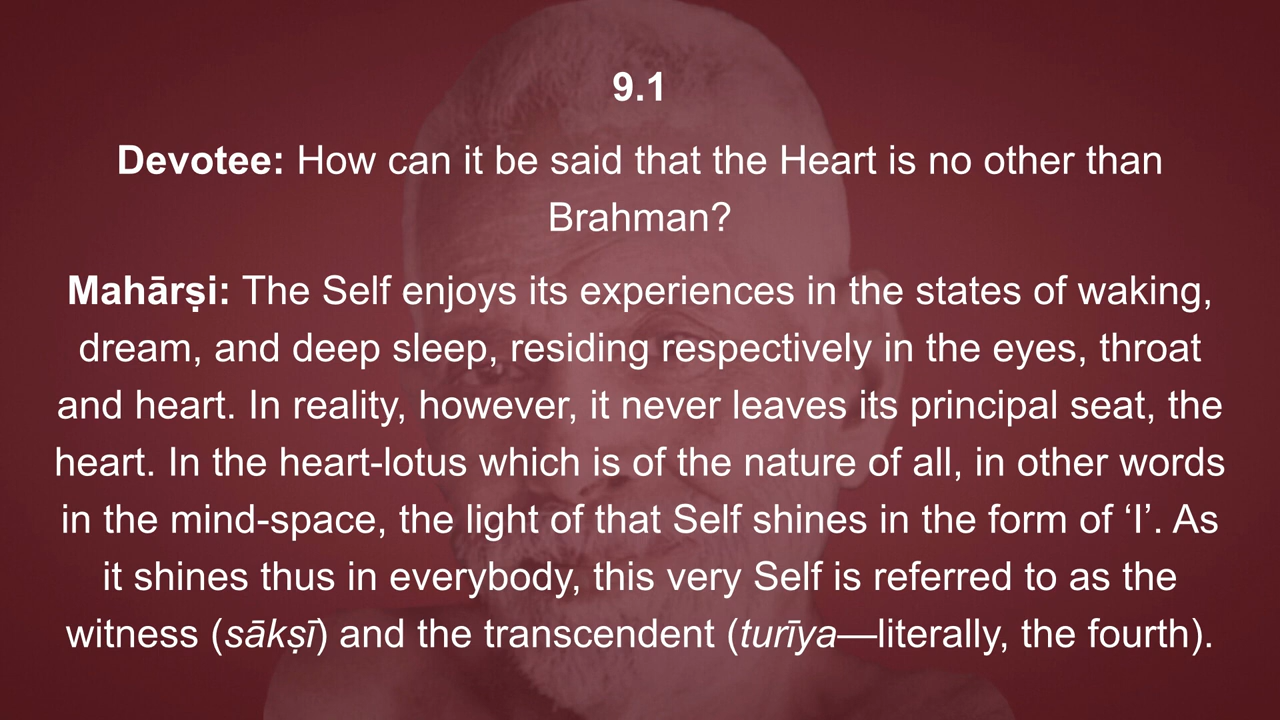 9.1
Devotee: How can it be said that the Heart is no other than
Brahman?
Mahārṣi: The Self enjoys its experiences in the states of waking,
dream, and deep sleep, residing respectively in the eyes, throat
and heart. In reality, however, it never leaves its principal seat, the
heart. In the heart-lotus which is of the nature of all, in other words
in the mind-space, the light of that Self shines in the form of ‘I’. As
it shines thus in everybody, this very Self is referred to as the
witness (sākṣī) and the transcendent (turīya—literally, the fourth).